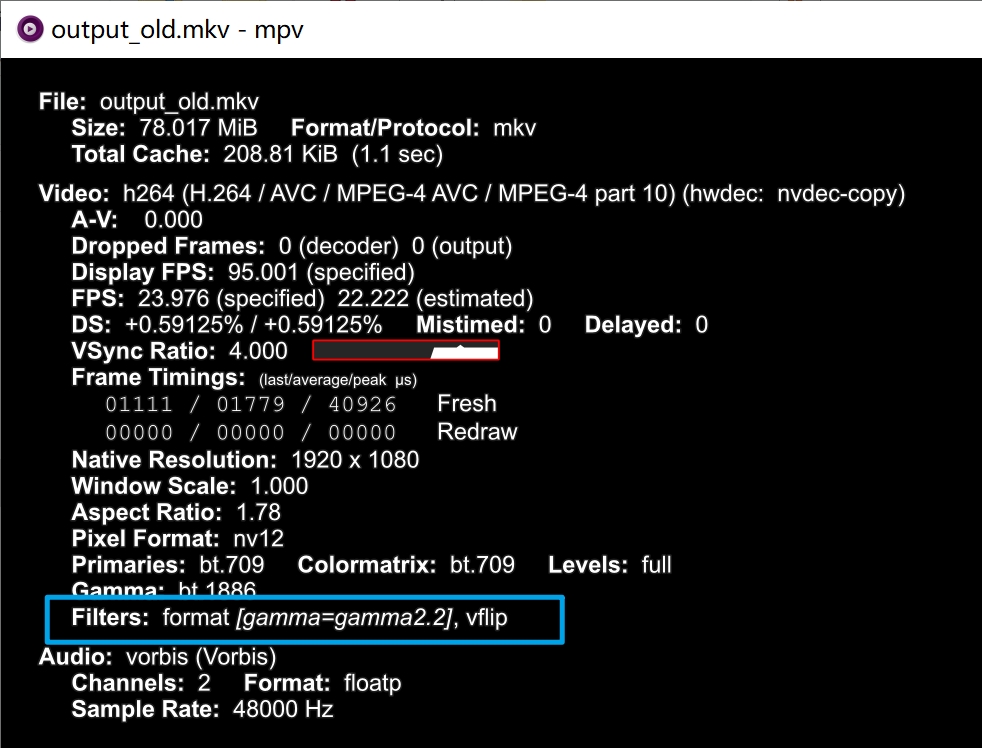 output_old.mkv - mpv
File: output_old.mkv
Size: 78.017 MiB Format/Protocol: mkv
Total Cache: 208.81 KiB (1.1 sec)
Video: h264 (H.264 / AVC / MPEG-4 AVC / MPEG-4 part 10) (hwdec: nvdec-copy)
A-V: 0.000
Dropped Frames: 0 (decoder) 0 (output)
Display FPS: 95.001 (specified)
FPS: 23.976 (specified) 22.222 (estimated)
DS: +0.59125% / +0.59125% Mistimed: 0 Delayed: 0
VSync Ratio: 4.000
Frame Timings: (last/average/peak μs)
01111 / 01779 / 40926 Fresh
00000 / 00000 / 00000 Redraw
Native Resolution: 1920 x 1080
Window Scale: 1.000
Aspect Ratio: 1.78
Pixel Format: nv12
Primaries: bt.709 Colormatrix: bt.709 Levels: full
Gamma: bt.1886
Filters: format [gamma=gamma2.2], vflip
Audio: vorbis (Vorbis)
Channels: 2 Format: floatp
Sample Rate: 48000 Hz